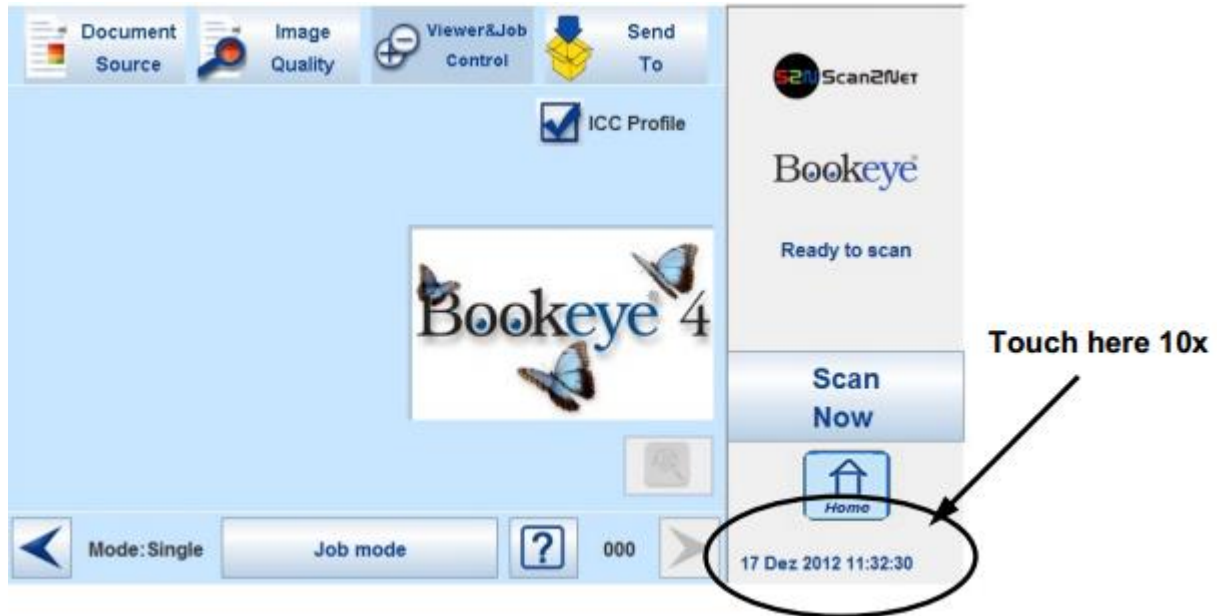 Document
Source
Image
Quality
Viewer&Job
Control
Send
To
ICC Profile
Bookeye 4
S2N Scan2Net
Bookeye®
Ready to scan
Scan
Now
Home
17 Dez 2012 11:32:30
Touch here 10x
Mode:Single
Job mode
?
000